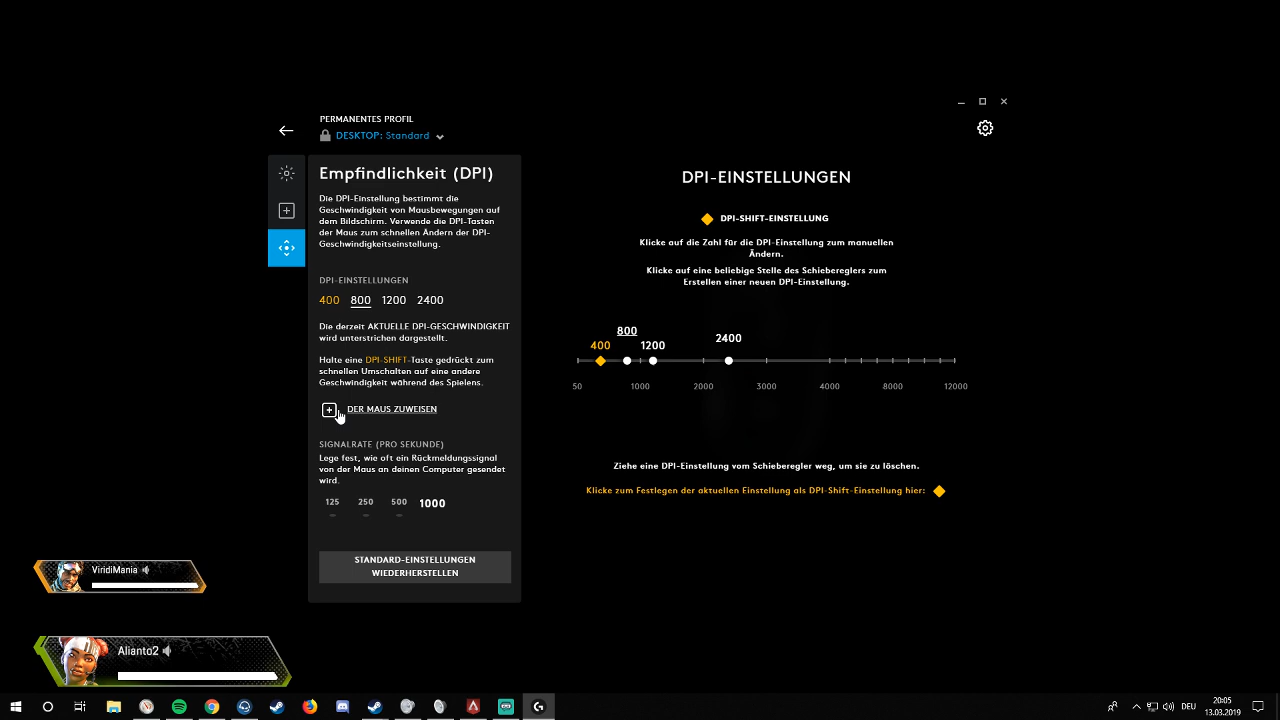 PERMANENTES PROFIL
DESKTOP: Standard
Empfindlichkeit (DPI)
Die DPI-Einstellung bestimmt die
Geschwindigkeit von Mausbewegungen auf
dem Bildschirm. Verwende die DPI-Tasten
der Maus zum schnellen Ändern der DPI-
Geschwindigkeitseinstellung.
DPI-EINSTELLUNGEN
400 800 1200 2400
Die derzeit AKTUELLE DPI-GESCHWINDIGKEIT
wird unterstrichen dargestellt.
Halte eine DPI-SHIFT-Taste gedrückt zum
schnellen Umschalten auf eine andere
Geschwindigkeit während des Spielens.
DER MAUS ZUWEISEN
SIGNALRATE (PRO SEKUNDE)
Lege fest, wie oft ein Rückmeldungssignal
von der Maus an deinen Computer gesendet
wird.
125 250 500 1000
STANDARD-EINSTELLUNGEN
WIEDERHERSTELLEN
DPI-EINSTELLUNGEN
DPI-SHIFT-EINSTELLUNG
Klicke auf die Zahl für die DPI-Einstellung zum manuellen
Ändern.
Klicke auf eine beliebige Stelle des Schiebereglers zum
Erstellen einer neuen DPI-Einstellung.
400 800 1200 2400
50 1000 2000 3000 4000 8000 12000
Ziehe eine DPI-Einstellung vom Schieberegler weg, um sie zu löschen.
Klicke zum Festlegen der aktuellen Einstellung als DPI-Shift-Einstellung hier:
ViridiMania
Alianto2
DEU
20:05
13.03.2019